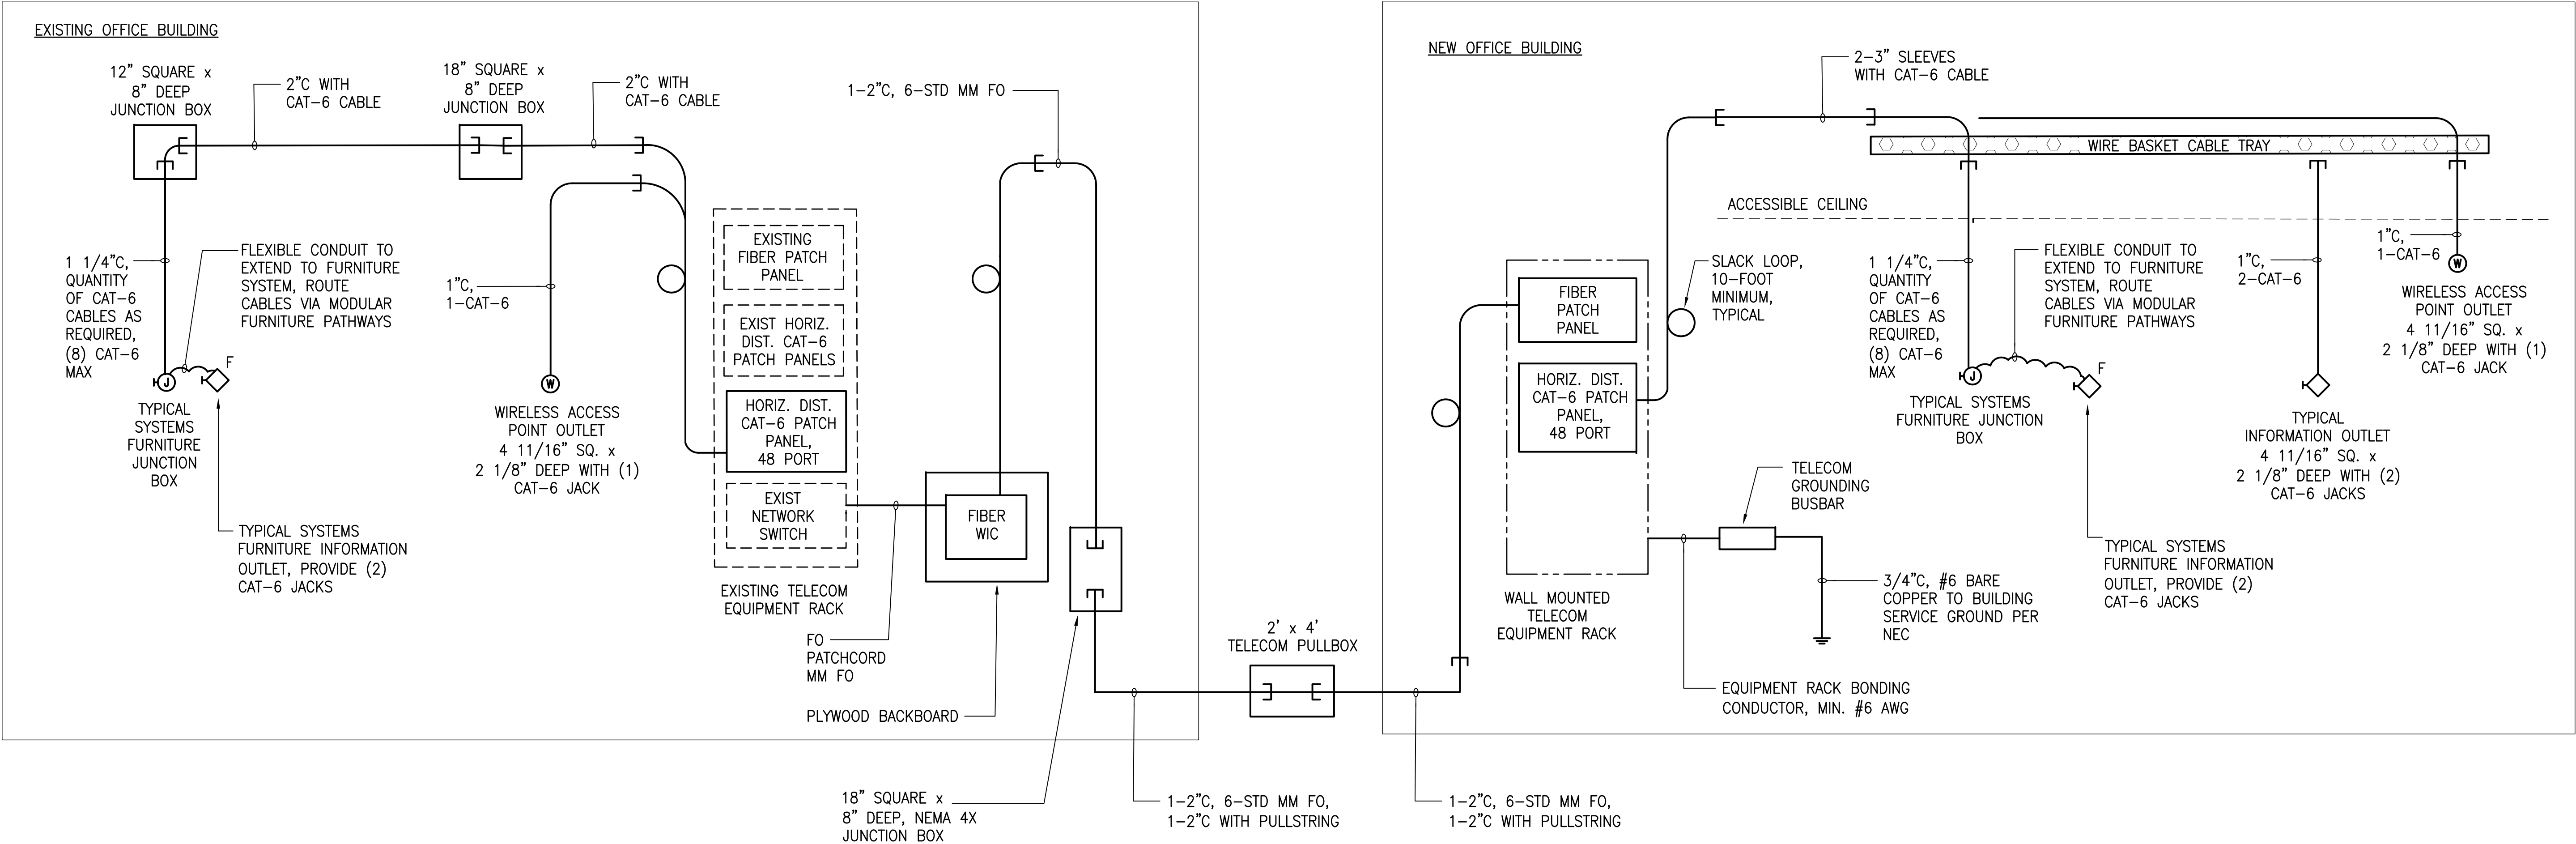 EXISTING OFFICE BUILDING
12" SQUARE x
8" DEEP
JUNCTION BOX
2"C WITH
CAT-6 CABLE
18" SQUARE x
8" DEEP
JUNCTION BOX
2"C WITH
CAT-6 CABLE
1-2"C, 6-STD MM FO
1 1/4"C,
QUANTITY
OF CAT-6
CABLES AS
REQUIRED,
(8) CAT-6
MAX
FLEXIBLE CONDUIT TO
EXTEND TO FURNITURE
SYSTEM, ROUTE
CABLES VIA MODULAR
FURNITURE PATHWAYS
J
F
TYPICAL
SYSTEMS
FURNITURE
JUNCTION
BOX
TYPICAL SYSTEMS
FURNITURE INFORMATION
OUTLET, PROVIDE (2)
CAT-6 JACKS
1"C,
1-CAT-6
W
WIRELESS ACCESS
POINT OUTLET
4 11/16" SQ. x
2 1/8" DEEP WITH (1)
CAT-6 JACK
EXISTING
FIBER PATCH
PANEL
EXIST HORIZ.
DIST. CAT-6
PATCH PANELS
HORIZ. DIST.
CAT-6 PATCH
PANEL,
48 PORT
EXIST
NETWORK
SWITCH
EXISTING TELECOM
EQUIPMENT RACK
FIBER
WIC
FO
PATCHCORD
MM FO
PLYWOOD BACKBOARD
18" SQUARE x
8" DEEP, NEMA 4X
JUNCTION BOX
1-2"C, 6-STD MM FO,
1-2"C WITH PULLSTRING
2' x 4'
TELECOM PULLBOX
1-2"C, 6-STD MM FO,
1-2"C WITH PULLSTRING
NEW OFFICE BUILDING
2-3" SLEEVES
WITH CAT-6 CABLE
WIRE BASKET CABLE TRAY
ACCESSIBLE CEILING
FIBER
PATCH
PANEL
HORIZ. DIST.
CAT-6 PATCH
PANEL,
48 PORT
WALL MOUNTED
TELECOM
EQUIPMENT RACK
SLACK LOOP,
10-FOOT
MINIMUM,
TYPICAL
TELECOM
GROUNDING
BUSBAR
3/4"C, #6 BARE
COPPER TO BUILDING
SERVICE GROUND PER
NEC
EQUIPMENT RACK BONDING
CONDUCTOR, MIN. #6 AWG
1 1/4"C,
QUANTITY
OF CAT-6
CABLES AS
REQUIRED,
(8) CAT-6
MAX
FLEXIBLE CONDUIT TO
EXTEND TO FURNITURE
SYSTEM, ROUTE
CABLES VIA MODULAR
FURNITURE PATHWAYS
J
F
TYPICAL SYSTEMS
FURNITURE JUNCTION
BOX
TYPICAL SYSTEMS
FURNITURE INFORMATION
OUTLET, PROVIDE (2)
CAT-6 JACKS
1"C,
2-CAT-6
TYPICAL
INFORMATION OUTLET
4 11/16" SQ. x
2 1/8" DEEP WITH (2)
CAT-6 JACKS
1"C,
1-CAT-6
W
WIRELESS ACCESS
POINT OUTLET
4 11/16" SQ. x
2 1/8" DEEP WITH (1)
CAT-6 JACK